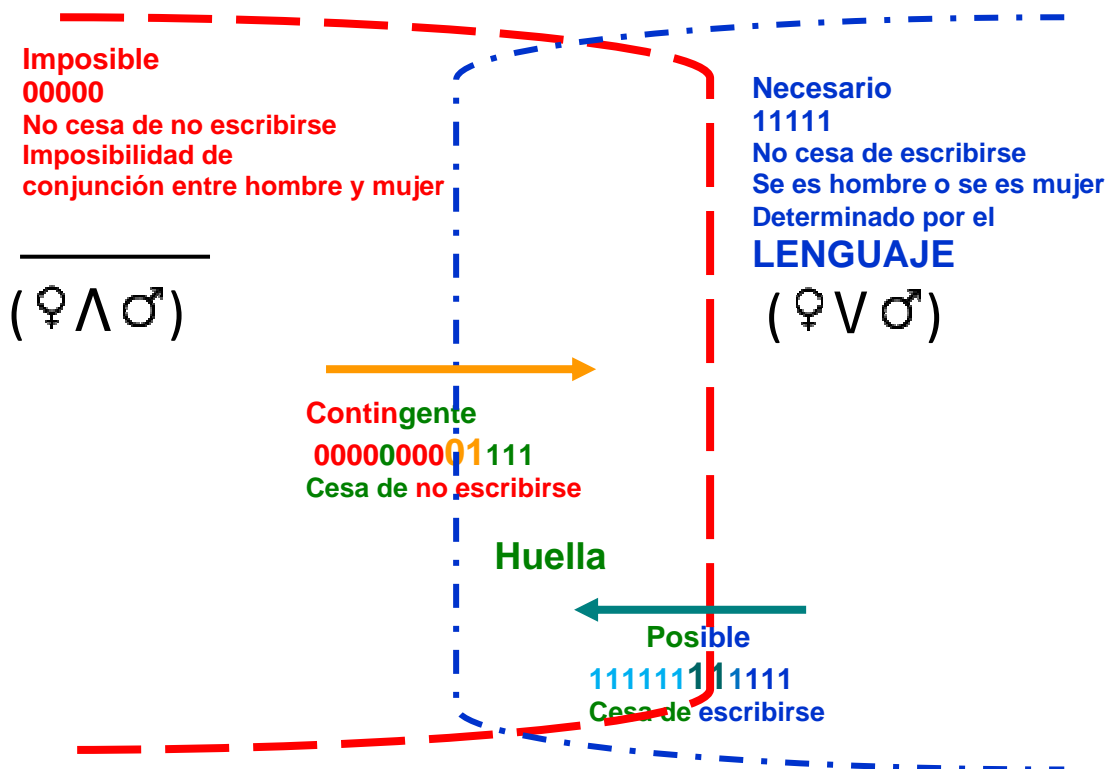 Imposible
00000
No cesa de no escribirse
Imposibilidad de
conjunción entre hombre y mujer
(♀Λ♂)
Necesario
11111
No cesa de escribirse
Se es hombre o se es mujer
Determinado por el
LENGUAJE
(♀V♂)
Contingente
00000000001111
Cesa de no escribirse
Huella
Posible
111111111111
Cesa de escribirse